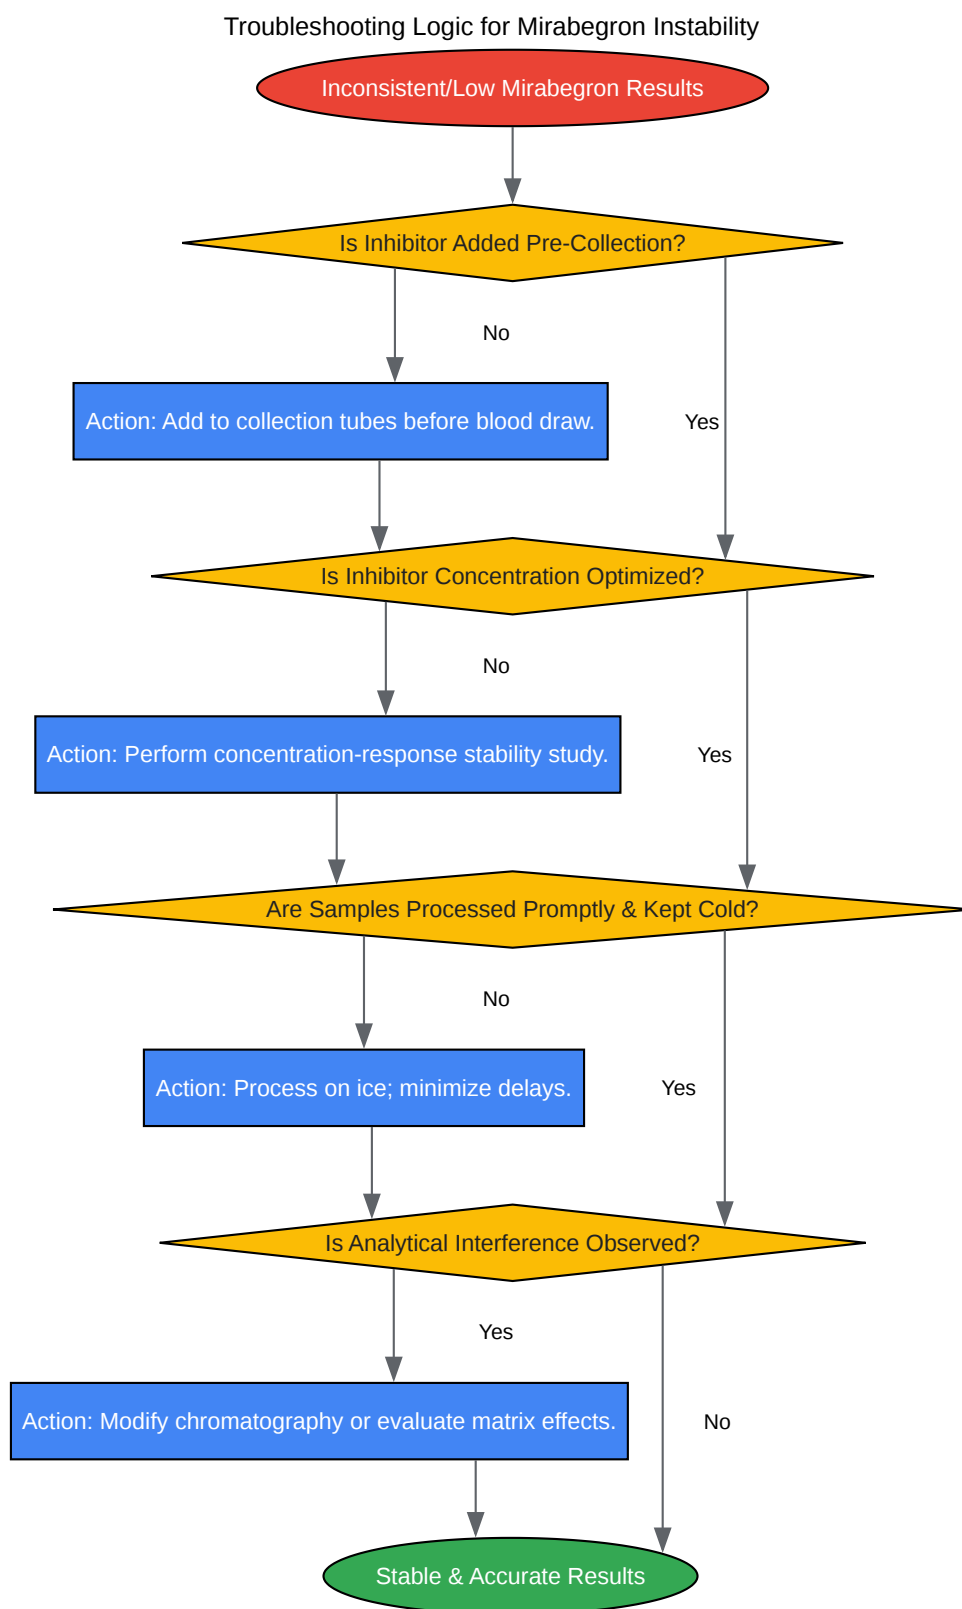 Troubleshooting Logic for Mirabegron Instability
Inconsistent/Low Mirabegron Results
Is Inhibitor Added Pre-Collection?
No
Action: Add to collection tubes before blood draw.
Yes
Is Inhibitor Concentration Optimized?
No
Action: Perform concentration-response stability study.
Yes
Are Samples Processed Promptly & Kept Cold?
No
Action: Process on ice; minimize delays.
Yes
Is Analytical Interference Observed?
Yes
Action: Modify chromatography or evaluate matrix effects.
No
Stable & Accurate Results